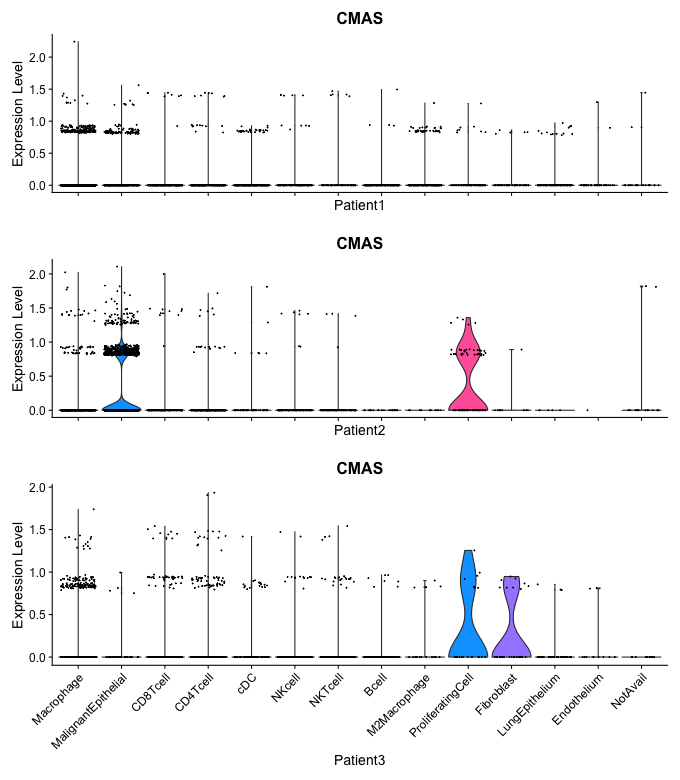 CMAS
Expression Level
2.0
1.5
1.0
0.5
0.0
Patient1
CMAS
Expression Level
2.0
1.5
1.0
0.5
0.0
Patient2
CMAS
Expression Level
2.0
1.5
1.0
0.5
0.0
Macrophage
MalignantEpithelial
CD8Tcell
CD4Tcell
cDC
NKcell
NKTcell
Bcell
M2Macrophage
ProliferatingCell
Fibroblast
LungEpithelium
Endothelium
NotAvail
Patient3